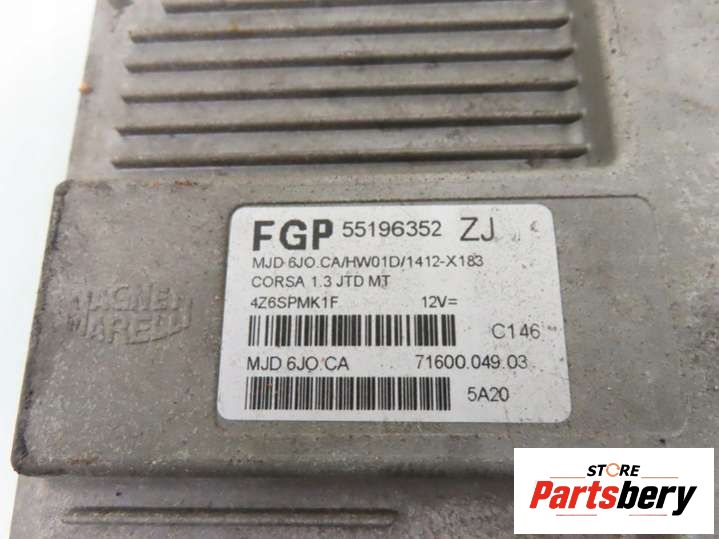 FGP 55196352 ZJ
MJD 6JO.CA/HW01D/1412-X183
CORSA 1.3 JTD MT
4Z6SPMK1F 12V=
C146
MJD 6JO.CA 71600.049.03
5A20
MAGNETI
MARELLI
STORE
Partsbery